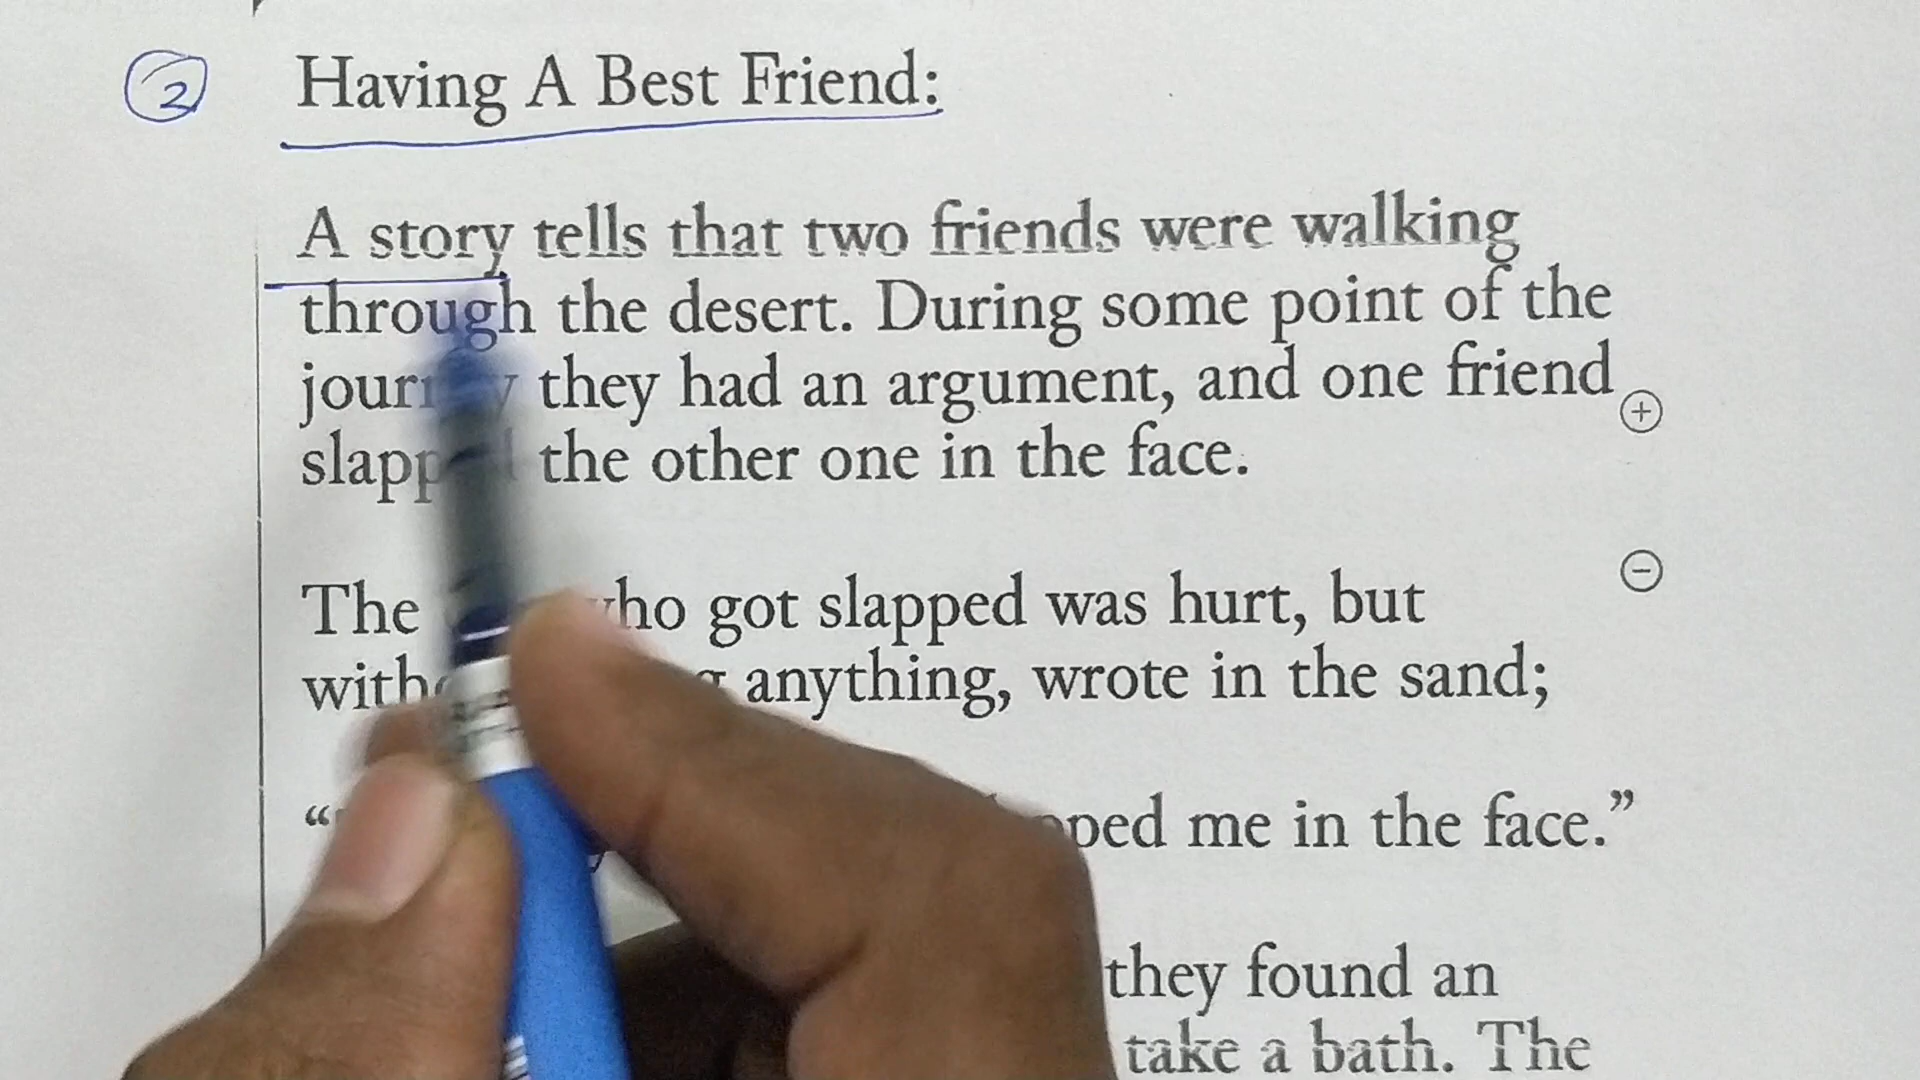 2 Having A Best Friend:
A story tells that two friends were walking
through the desert. During some point of the
they had an argument, and one friend
the other one in the face.
The who got slapped was hurt, but
anything, wrote in the sand;
me in the face.”
they found an
take a bath. The